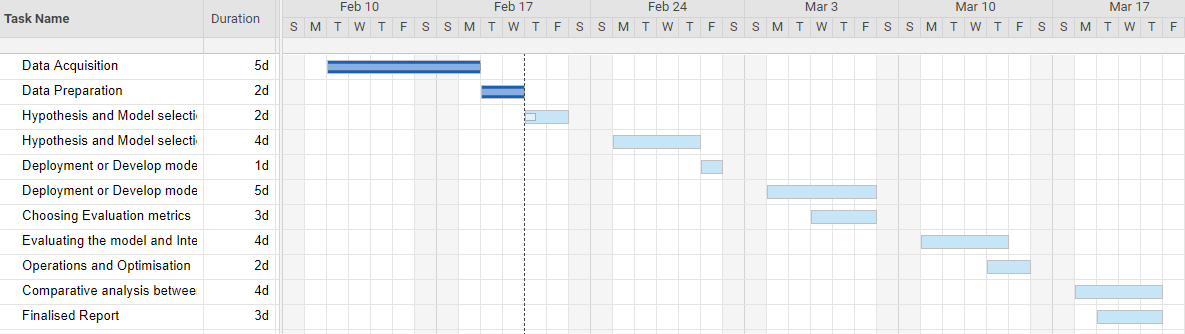 Task Name Duration Feb 10 Feb 17 Feb 24 Mar 3 Mar 10 Mar 17
S M T W T F S S M T W T F S S M T W T F S S M T W T F S S M T W T F S S M T W T F
Data Acquisition 5d
Data Preparation 2d
Hypothesis and Model selecti 2d
Hypothesis and Model selecti 4d
Deployment or Develop mode 1d
Deployment or Develop mode 5d
Choosing Evaluation metrics 3d
Evaluating the model and Inte 4d
Operations and Optimisation 2d
Comparative analysis betwee 4d
Finalised Report 3d